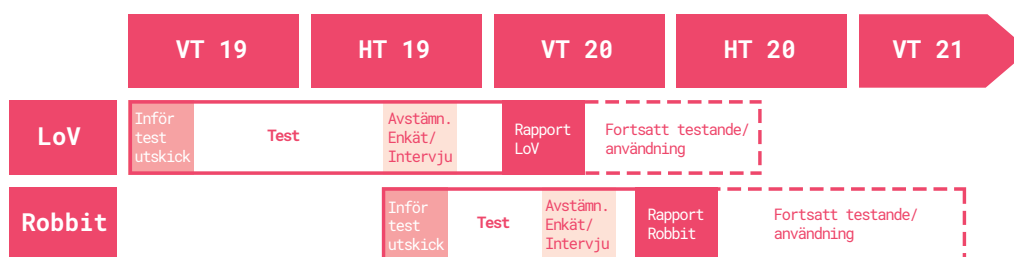 VT 19
HT 19
VT 20
HT 20
VT 21
LoV
Inför
test
utskick
Test
Avstämn.
Enkät/
Intervju
Rapport
LoV
Fortsatt testande/
användning
Robbit
Inför
test
utskick
Test
Avstämn.
Enkät/
Intervju
Rapport
Robbit
Fortsatt testande/
användning